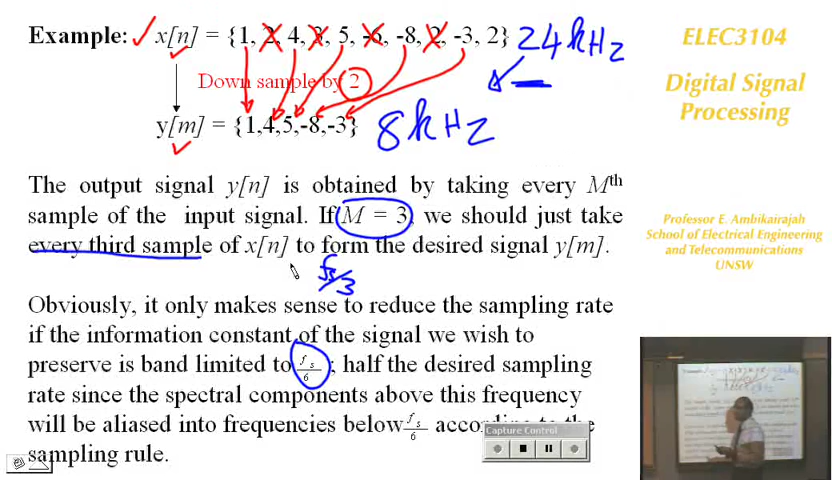 Example: ✓ x[n] = {1, 2, 4, 3, 5, -6, -8, 2, -3, 2} 24kHz
Down sample by 2
y[m] = {1,4,5,-8,-3} 8kHz
The output signal y[n] is obtained by taking every Mth
sample of the input signal. If M = 3, we should just take
every third sample of x[n] to form the desired signal y[m].
fs/3
Obviously, it only makes sense to reduce the sampling rate
if the information constant of the signal we wish to
preserve is band limited to fs/6; half the desired sampling
rate since the spectral components above this frequency
will be aliased into frequencies below fs/6 according to the
sampling rule.
ELEC3104
Digital Signal
Processing
Professor E. Ambikairajah
School of Electrical Engineering
and Telecommunications
UNSW
Capture Control